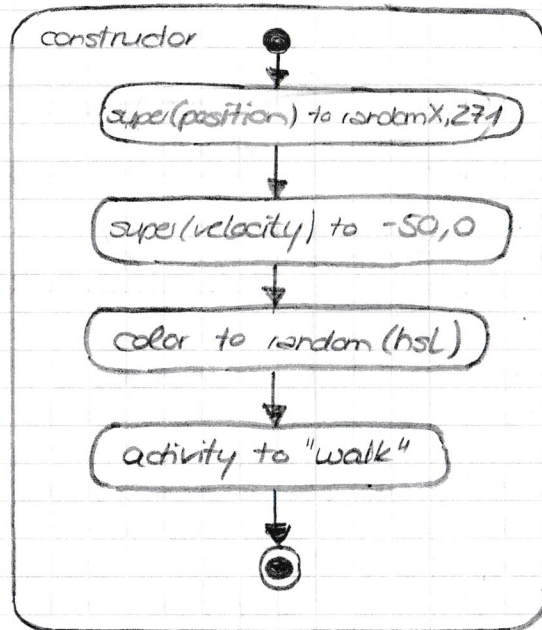 constructor
super(position) to randomX, 271
super(velocity) to -50,0
color to random(hsl)
activity to "walk"